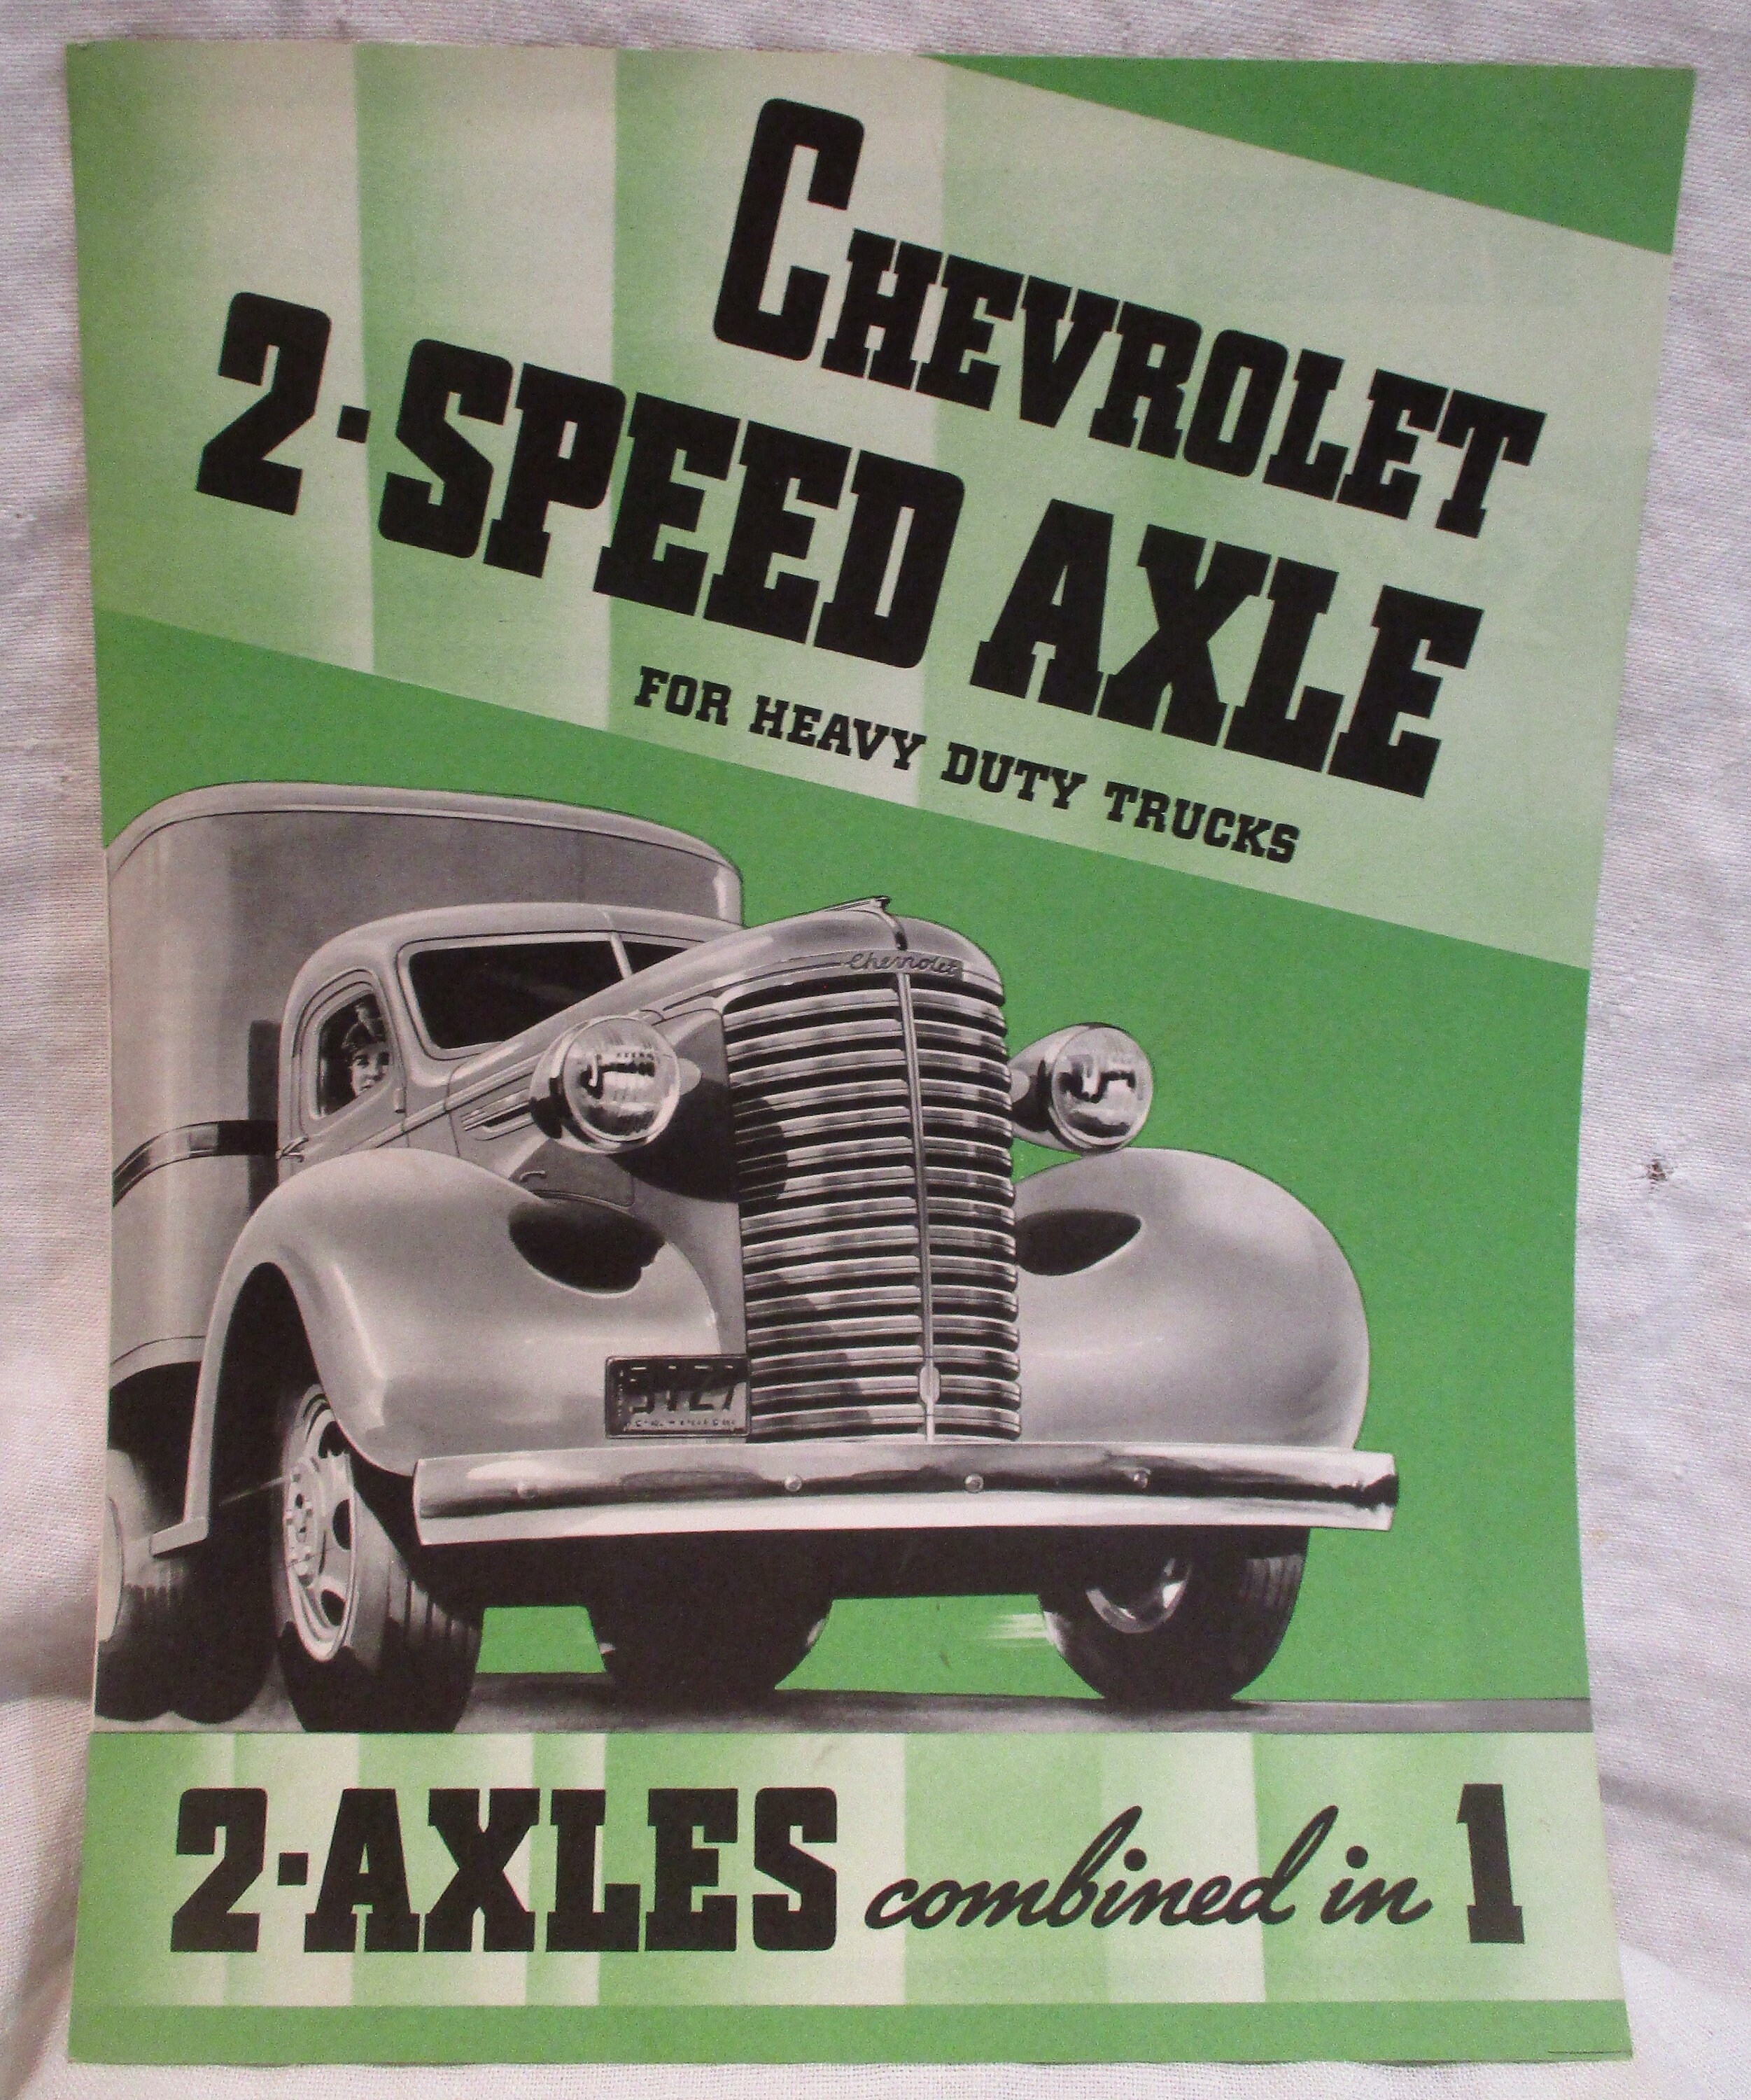 CHEVROLET
2-SPEED AXLE
FOR HEAVY DUTY TRUCKS
Chevrolet
2-AXLES combined in 1